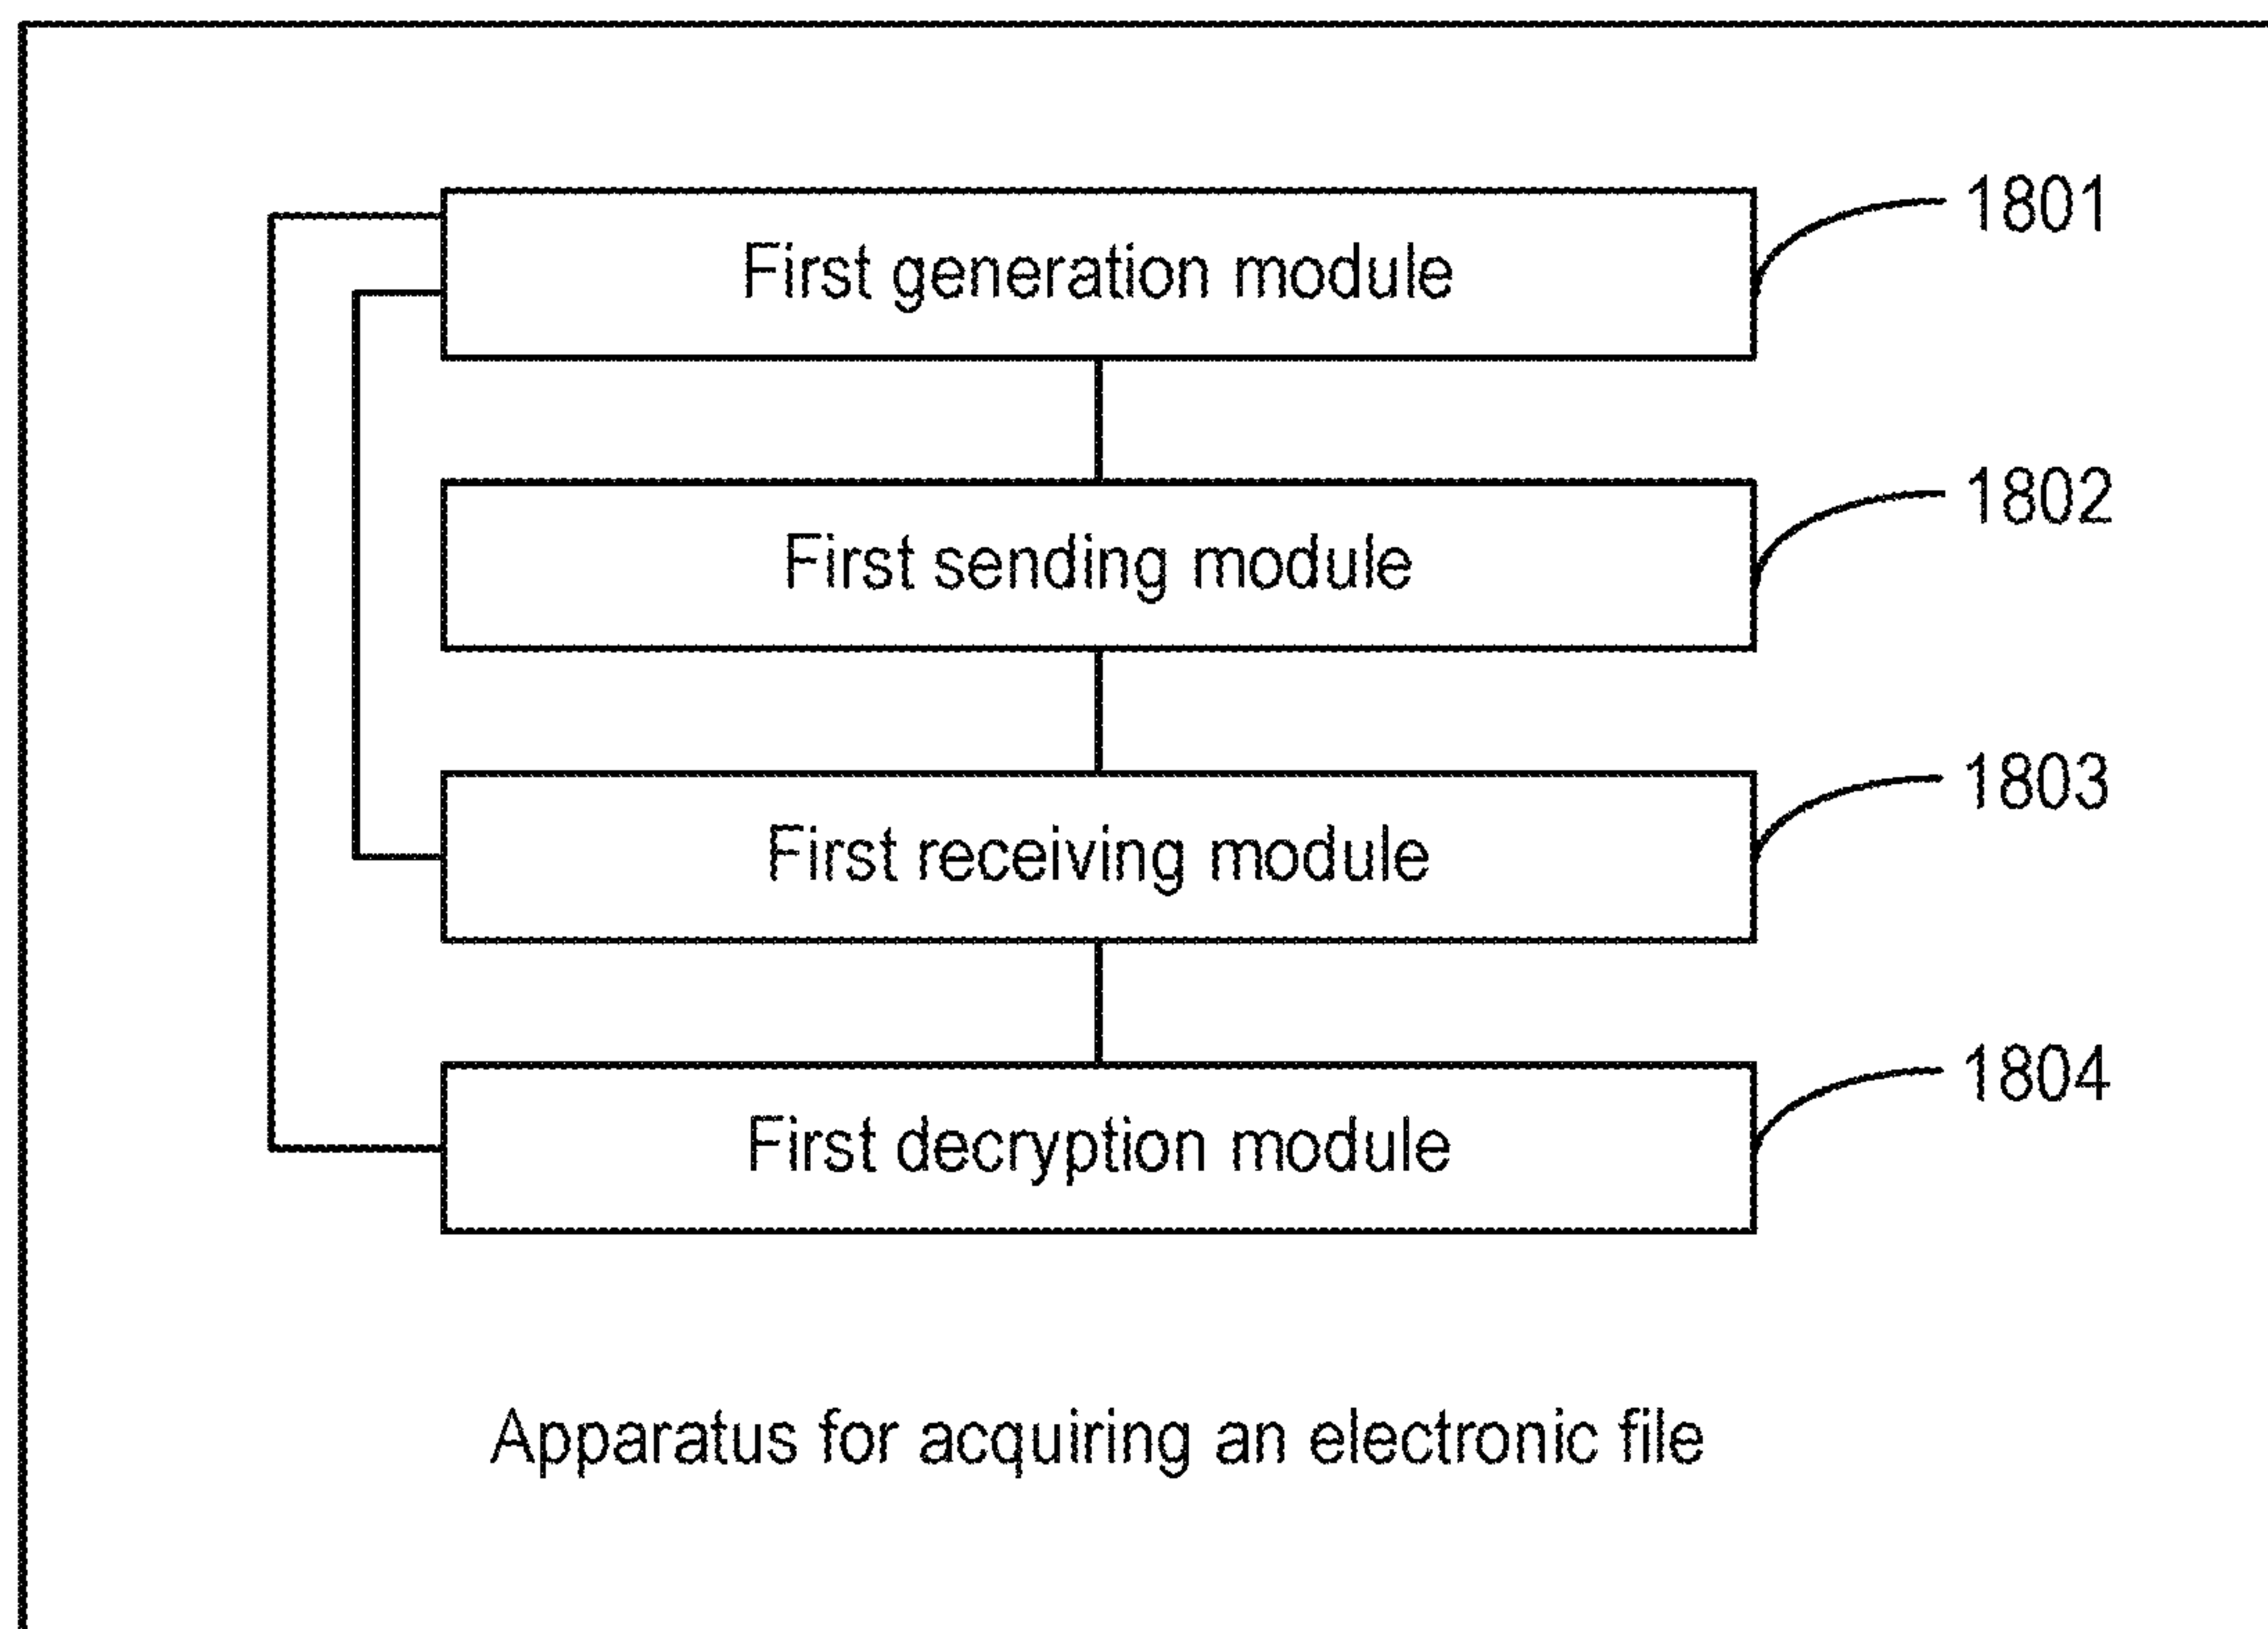 First generation module
1801
First sending module
1802
First receiving module
1803
First decryption module
1804
Apparatus for acquiring an electronic file